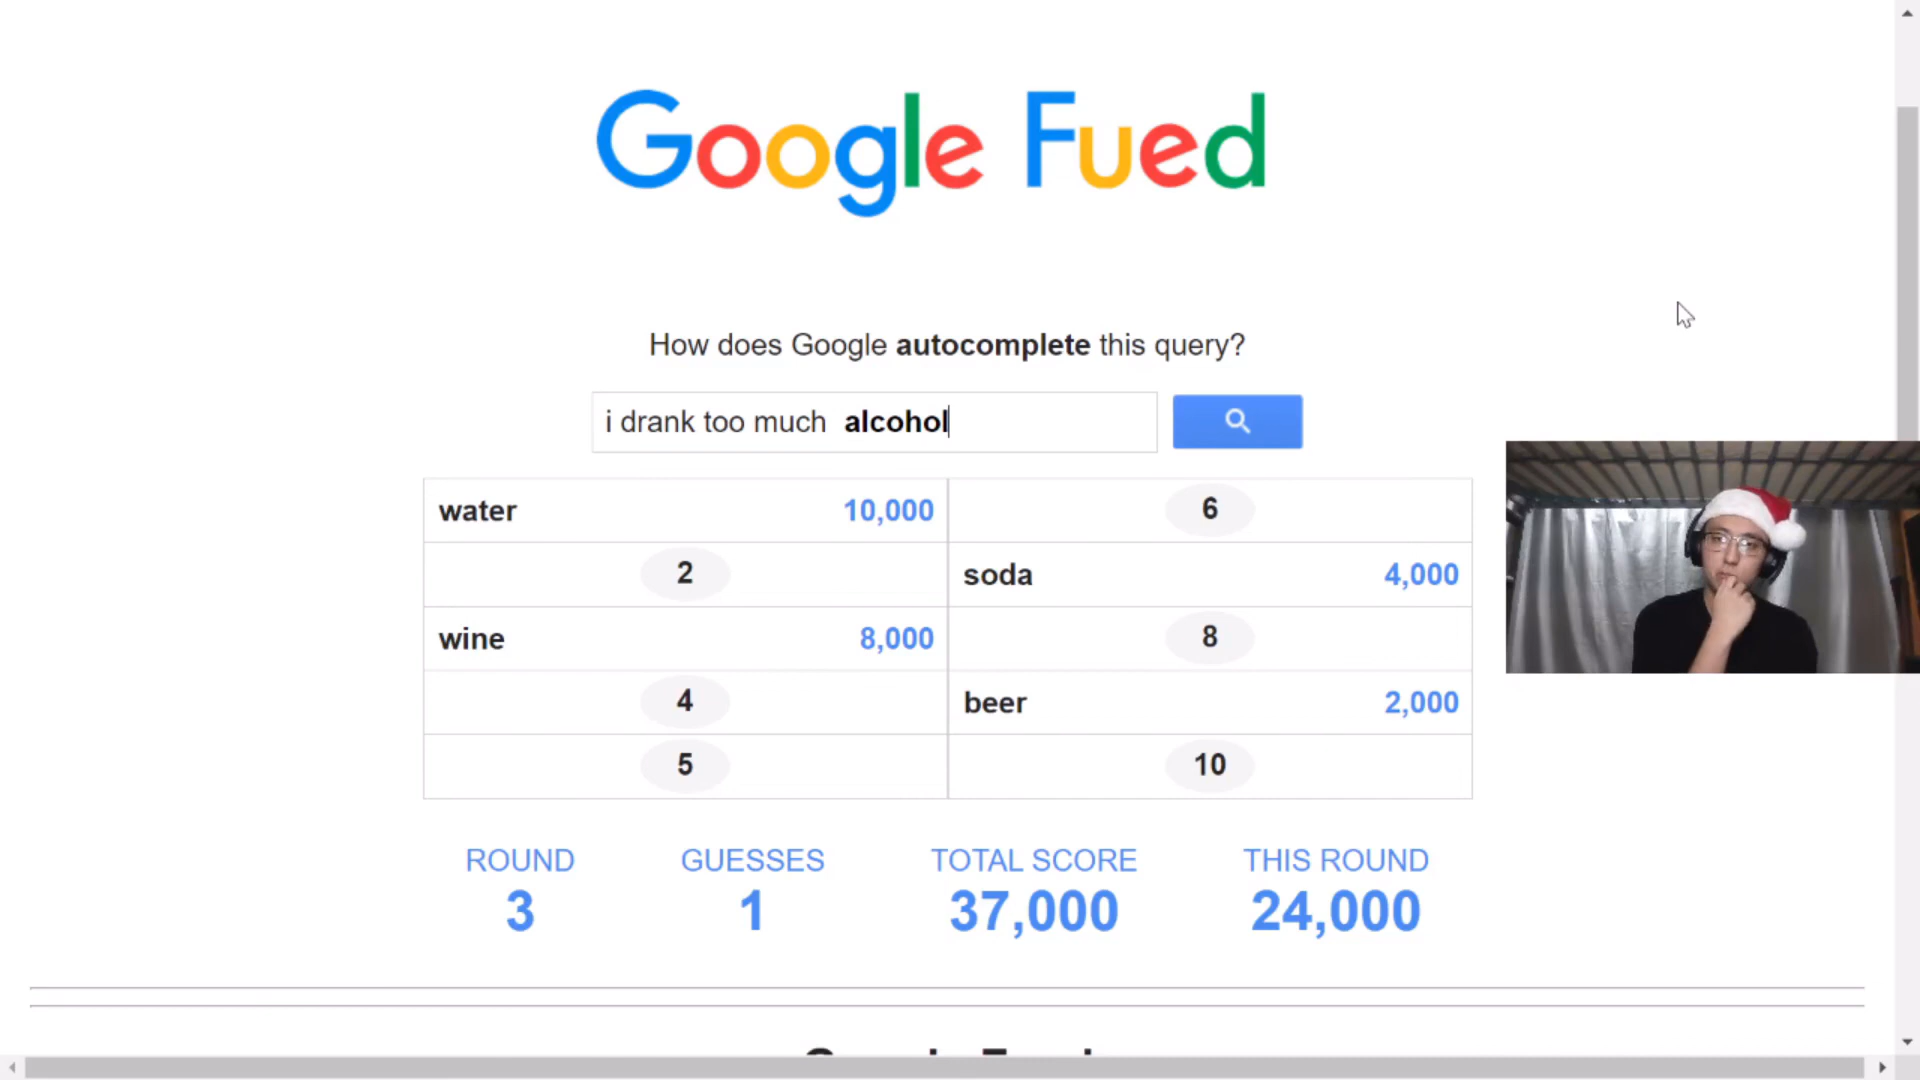 Google Fued
How does Google autocomplete this query?
i drank too much alcohol
water 10,000 6
2 soda 4,000
wine 8,000 8
4 beer 2,000
5 10
ROUND GUESSES TOTAL SCORE THIS ROUND
3 1 37,000 24,000